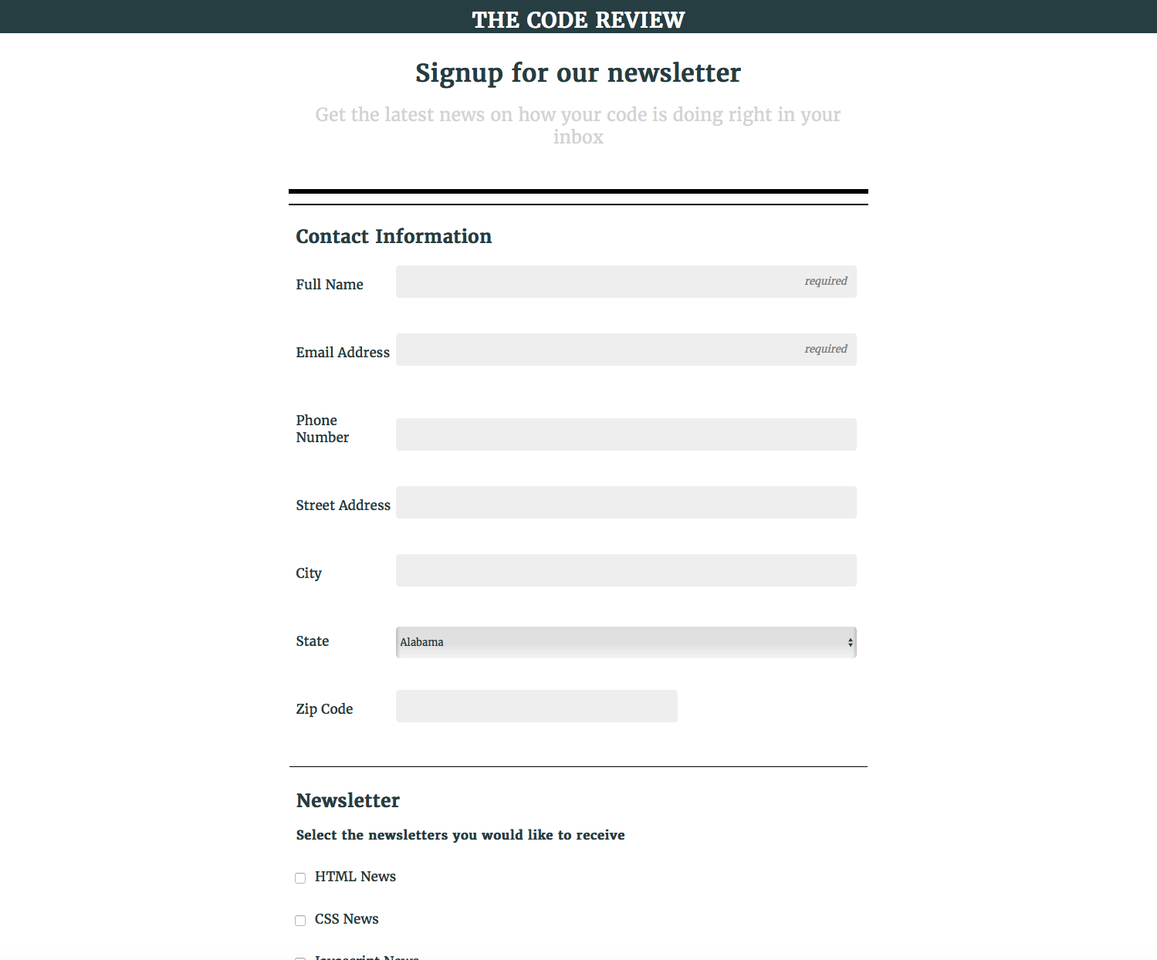 THE CODE REVIEW
Signup for our newsletter
Get the latest news on how your code is doing right in your
inbox
Contact Information
Full Name
required
Email Address
required
Phone
Number
Street Address
City
State
Alabama
Zip Code
Newsletter
Select the newsletters you would like to receive
HTML News
CSS News
Javascript News